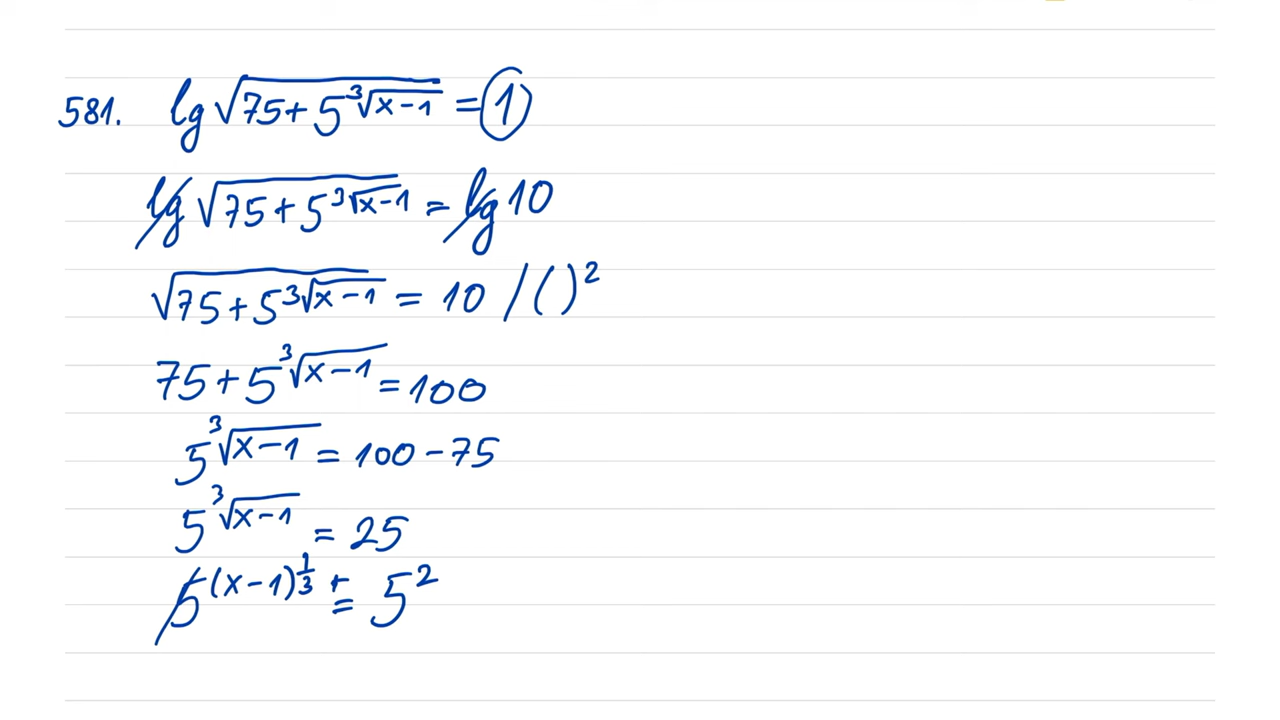 581. lg √(75+5^∛(x-1)) = 1
lg √(75+5^∛(x-1)) = lg 10
√(75+5^∛(x-1)) = 10 /( )²
75+5^∛(x-1) = 100
5^∛(x-1) = 100-75
5^∛(x-1) = 25
5^(x-1)^(1/3) = 5²